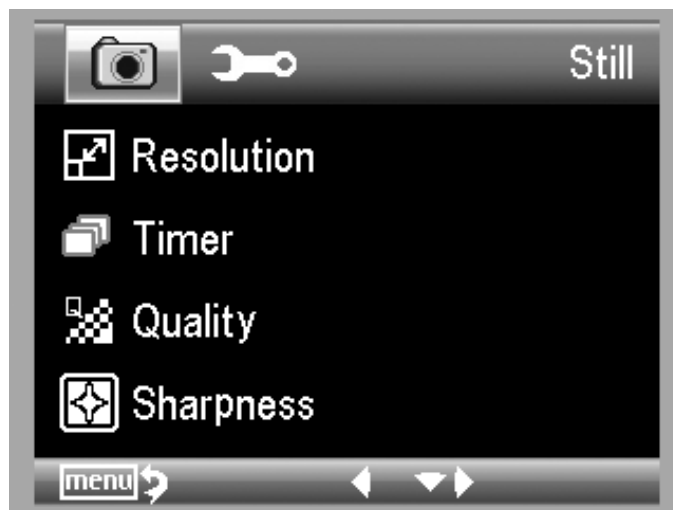 Still
Resolution
Timer
Q Quality
Sharpness
menu